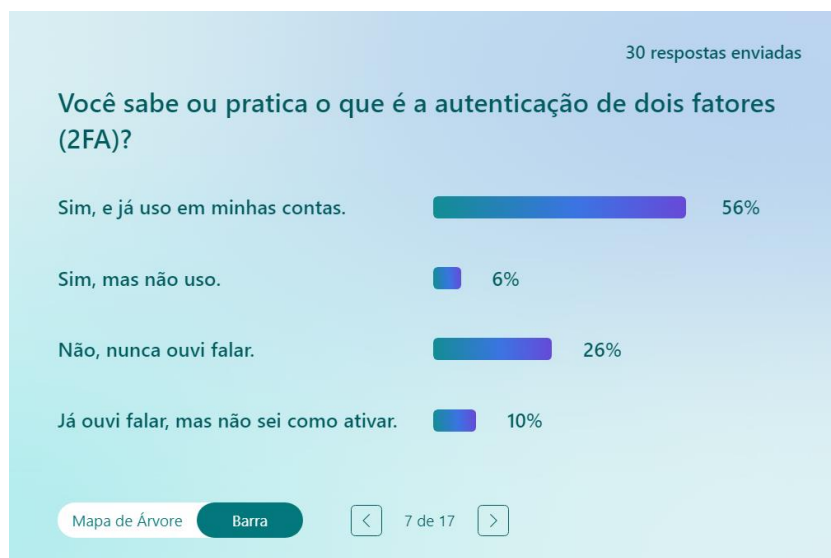 30 respostas enviadas
Você sabe ou pratica o que é a autenticação de dois fatores
(2FA)?
Sim, e já uso em minhas contas. 56%
Sim, mas não uso. 6%
Não, nunca ouvi falar. 26%
Já ouvi falar, mas não sei como ativar. 10%
Mapa de Árvore Barra < 7 de 17 >